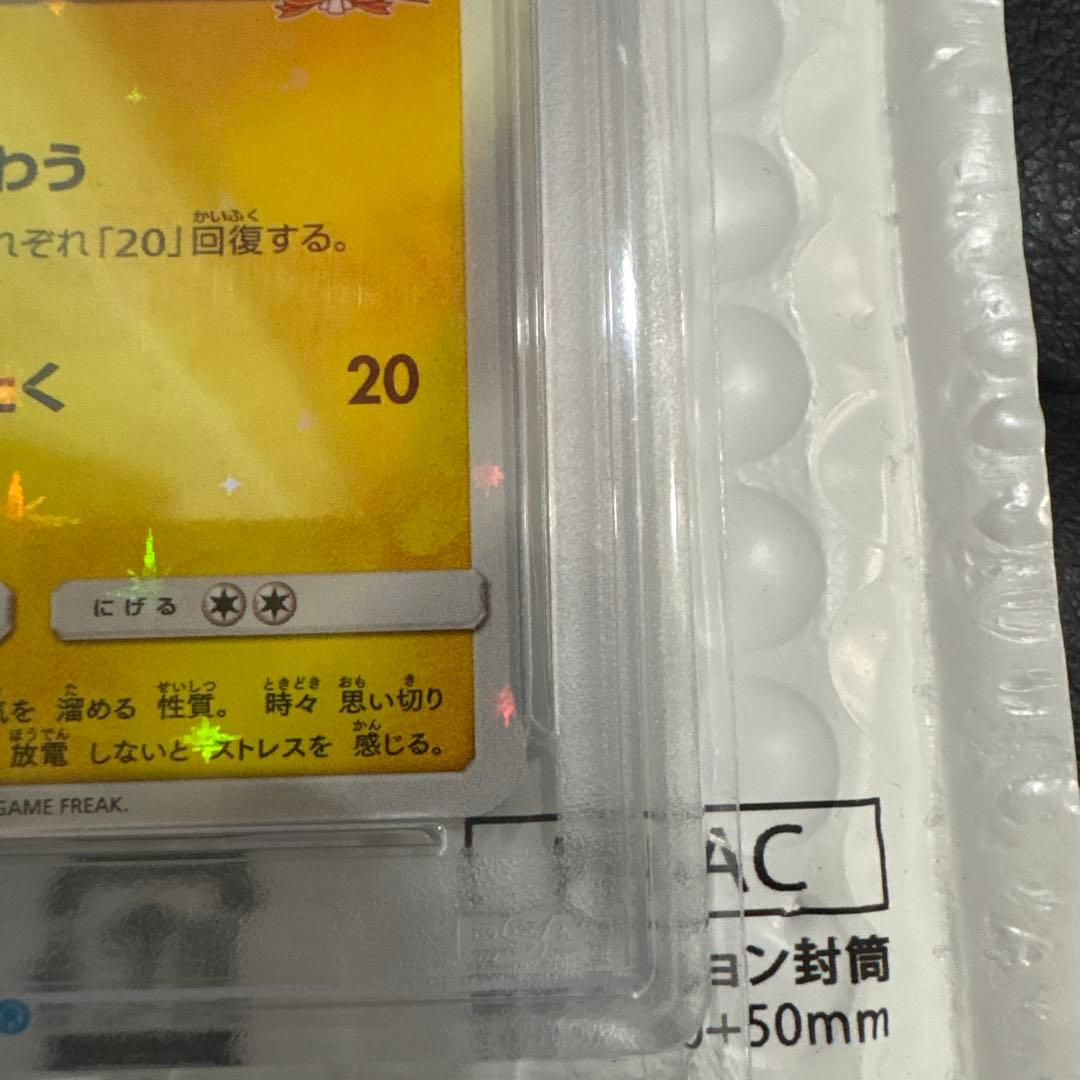 わう
れぞれ「20」回復する。
かいふく
く 20
にげる
気を 溜める 性質。 時々 思い切り
た せいしつ ときどき おも き
放電 しないと ストレスを 感じる。
ほうでん かん
GAME FREAK.
AC
ョン封筒
+50mm